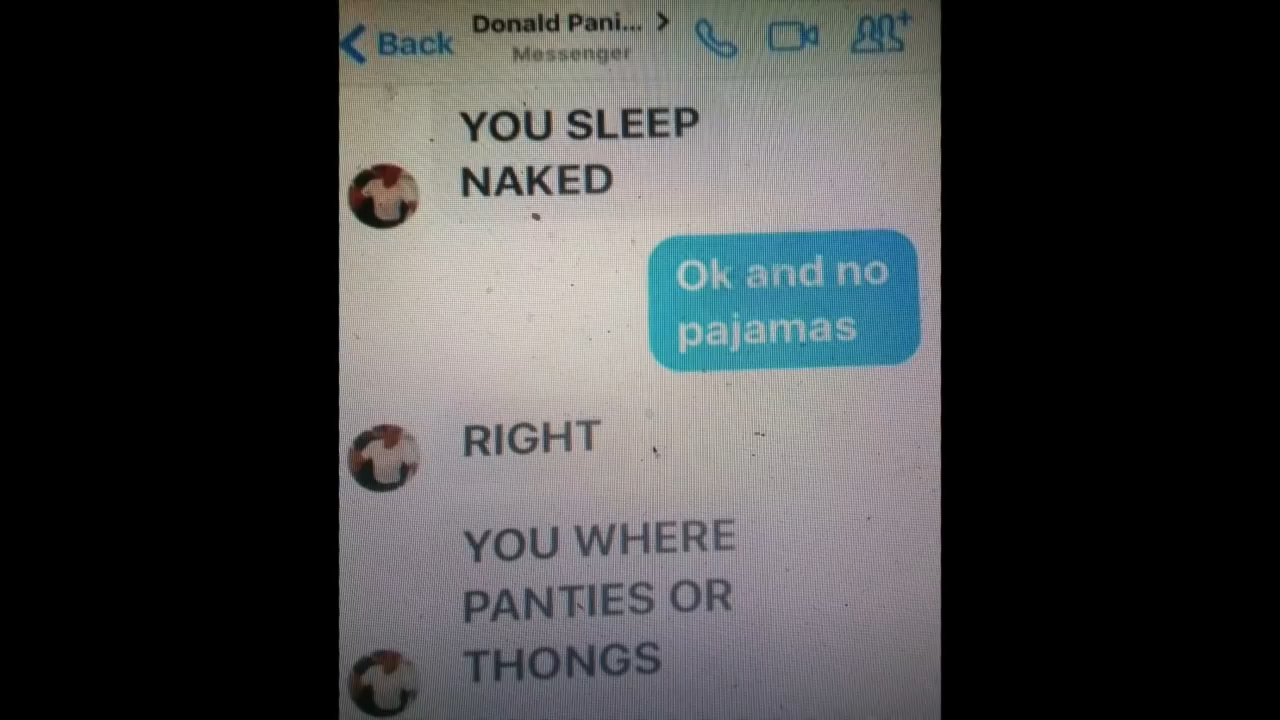 Back
Donald Pani... >
Messenger
YOU SLEEP
NAKED
Ok and no
pajamas
RIGHT
YOU WHERE
PANTIES OR
THONGS